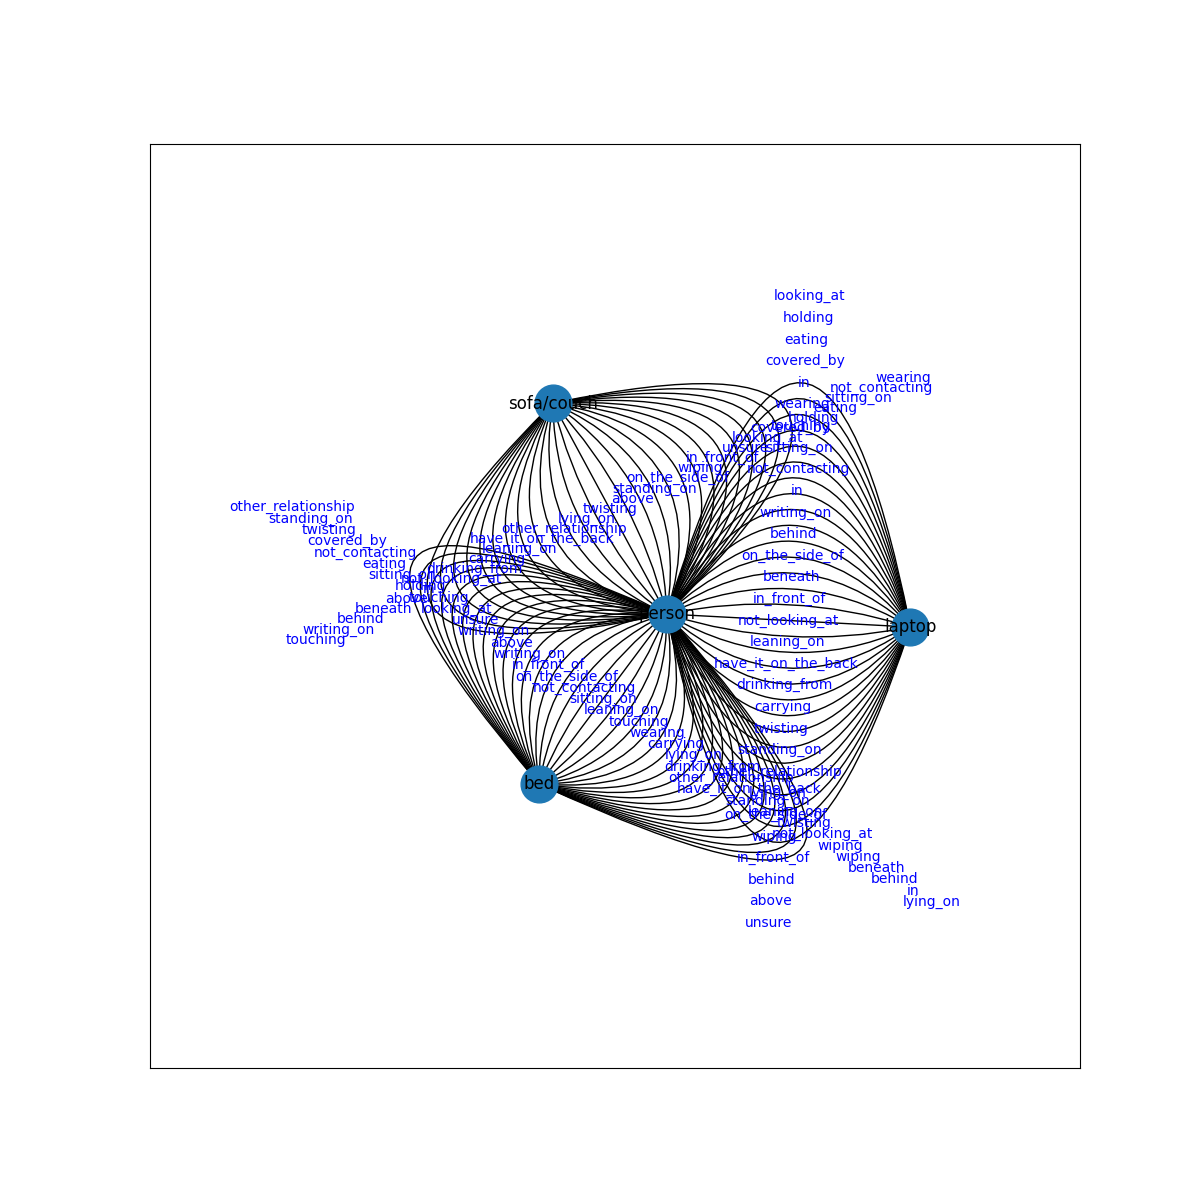 looking_at
holding
eating
covered_by
in
wearing
not_contacting
sitting_on
wearing
eating
holding
touching
covered_by
looking_at
unsure
sitting_on
in_front_of
wiping
not_contacting
on_the_side_of
standing_on
in
above
twisting
writing_on
lying_on
other_relationship
behind
have_it_on_the_back
leaning_on
on_the_side_of
carrying
drinking_from
beneath
not_looking_at
in_front_of
touching
looking_at
not_looking_at
unsure
writing_on
leaning_on
sofa/couch
person
laptop
bed
other_relationship
standing_on
twisting
covered_by
not_contacting
eating
sitting_on
holding
above
beneath
behind
writing_on
touching
above
writing_on
in_front_of
on_the_side_of
not_contacting
sitting_on
leaning_on
touching
wearing
carrying
lying_on
drinking_from
other_relationship
have_it_on_the_back
standing_on
on_the_side_of
twisting
not_looking_at
wiping
wiping
beneath
behind
in
lying_on
have_it_on_the_back
drinking_from
carrying
twisting
standing_on
other_relationship
lying_on
wiping
in_front_of
behind
above
unsure